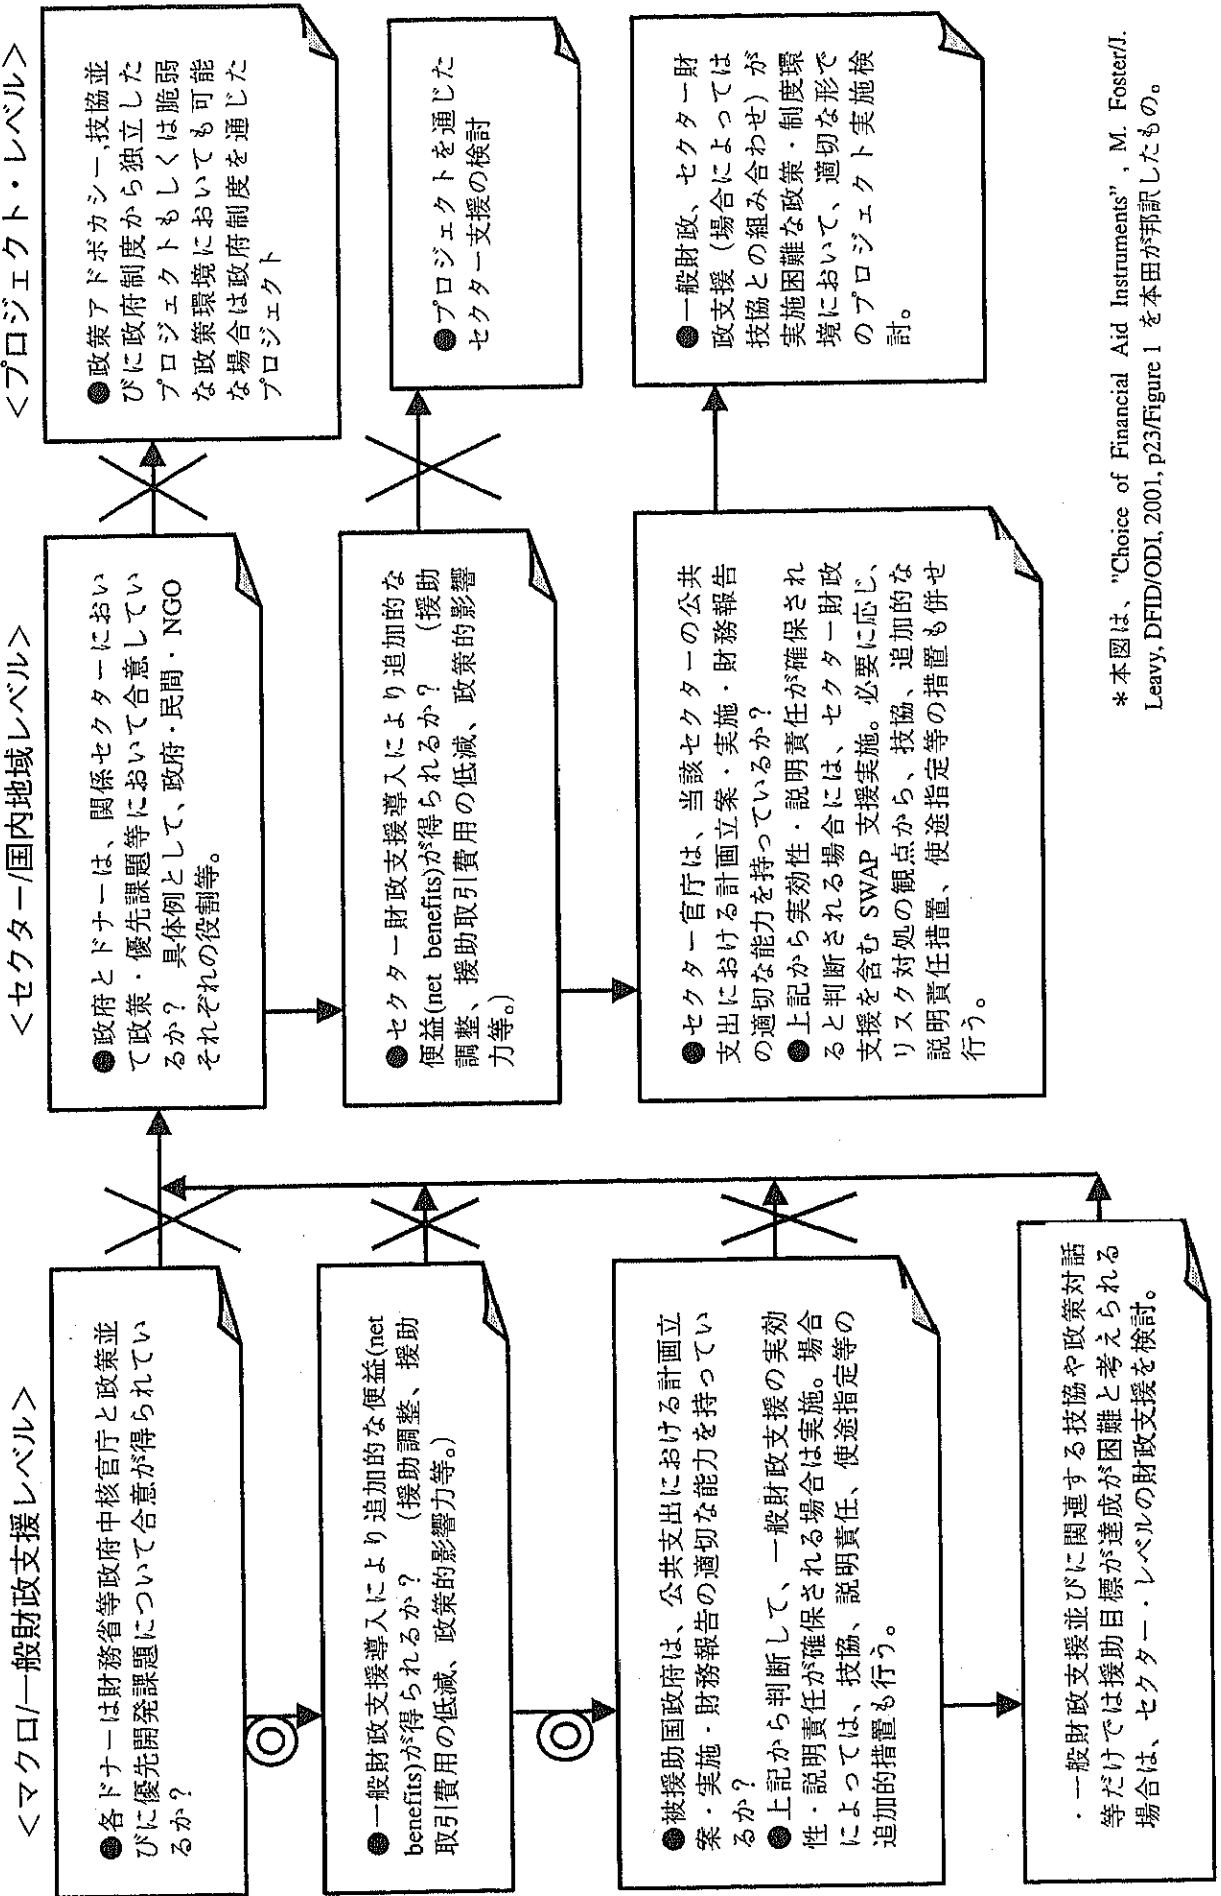 ＜マクロ/一般財政支援レベル＞
●各ドナーは財務省等政府中核官庁と政策並
びに優先開発課題について合意が得られてい
るか？
◎
●一般財政支援導入により追加的な便益(net
benefits)が得られるか？　（援助調整、援助
取引費用の低減、政策的影響力等。）
◎
●被援助国政府は、公共支出における計画立
案・実施・財務報告の適切な能力を持ってい
るか？
●上記から判断して、一般財政支援の実効
性・説明責任が確保される場合は実施。場合
によっては、技協、説明責任、使途指定等の
追加的措置も行う。
・一般財政支援並びに関連する技協や政策対話
等だけでは援助目標が達成が困難と考えられる
場合は、セクター・レベルの財政支援を検討。
＜セクター/国内地域レベル＞
●政府とドナーは、関係セクターにおい
て政策・優先課題等において合意してい
るか？　具体例として、政府・民間・NGO
それぞれの役割等。
●セクター財政支援導入により追加的な
便益(net benefits)が得られるか？　（援助
調整、援助取引費用の低減、政策的影響
力等。）
●セクター官庁は、当該セクターの公共
支出における計画立案・実施・財務報告
の適切な能力を持っているか？
●上記から実効性・説明責任が確保され
ると判断される場合には、セクター財政
支援を含む SWAP 支援実施。必要に応じ、
リスク対処の観点から、技協、追加的な
説明責任措置、使途指定等の措置も併せ
行う。
＜プロジェクト・レベル＞
●政策アドボカシー、技協並
びに政府制度から独立した
プロジェクトもしくは脆弱
な政策環境においても可能
な場合は政府制度を通じた
プロジェクト
●プロジェクトを通じた
セクター支援の検討
●一般財政、セクター財
政支援（場合によっては
技協との組み合わせ）が
実施困難な政策・制度環
境において、適切な形で
のプロジェクト実施検
討。
＊本図は、"Choice of Financial Aid Instruments" , M. Foster/J.
Leavy, DFID/ODI, 2001, p23/Figure 1 を本田が邦訳したもの。